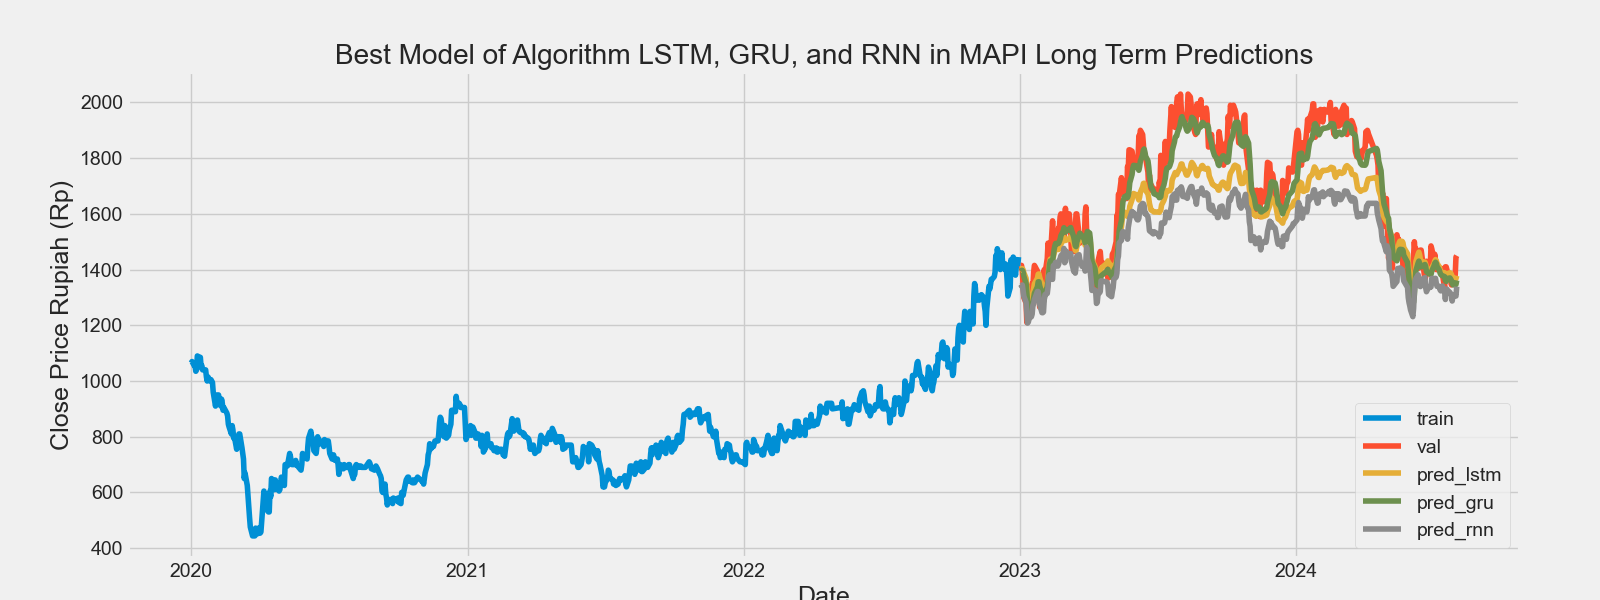 Best Model of Algorithm LSTM, GRU, and RNN in MAPI Long Term Predictions
Close Price Rupiah (Rp)
2000
1800
1600
1400
1200
1000
800
600
400
2020 2021 2022 2023 2024
Date
train
val
pred_lstm
pred_gru
pred_rnn